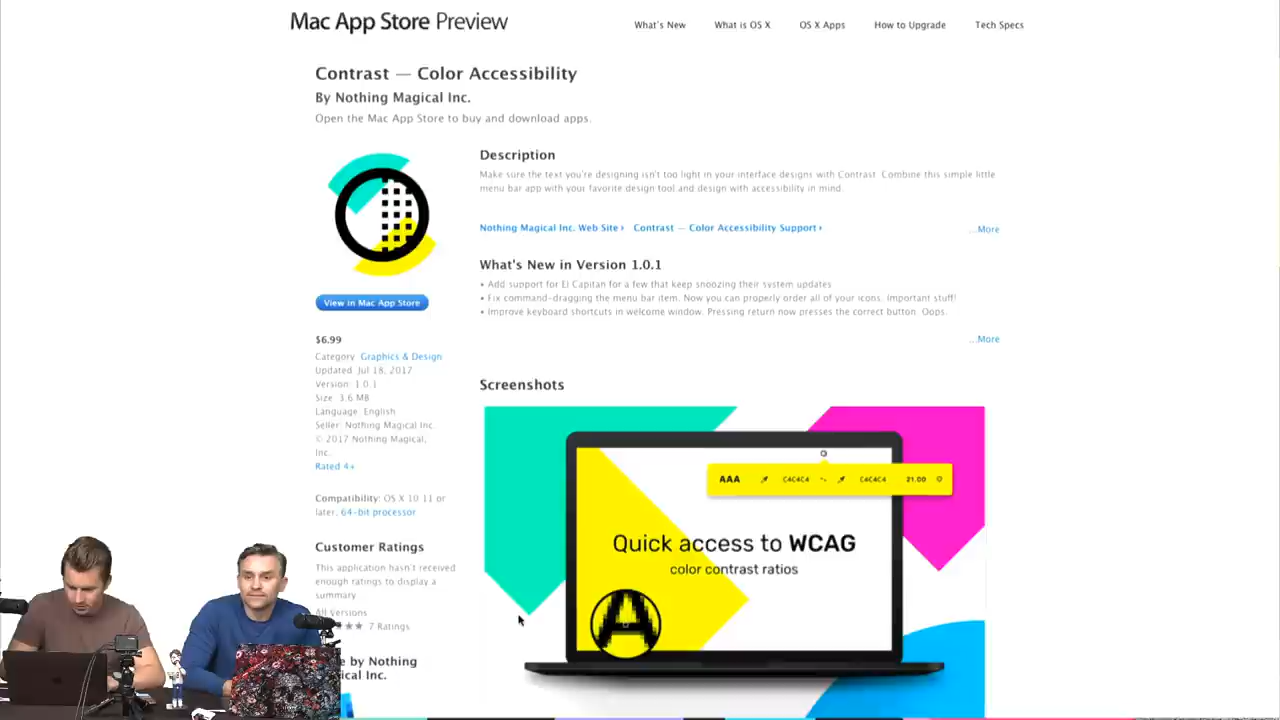 Mac App Store Preview
What's New
What is OS X
OS X Apps
How to Upgrade
Tech Specs
Contrast — Color Accessibility
By Nothing Magical Inc.
Open the Mac App Store to buy and download apps.
View in Mac App Store
$6.99
Category: Graphics & Design
Updated: Jul 18, 2017
Version: 1.0.1
Size: 3.6 MB
Language: English
Seller: Nothing Magical Inc.
© 2017 Nothing Magical,
Inc.
Rated 4+
Compatibility: OS X 10.11 or
later, 64-bit processor
Customer Ratings
This application hasn't received
enough ratings to display a
summary.
All Versions
★★ 7 Ratings
by Nothing
Inc.
Description
Make sure the text you're designing isn't too light in your interface designs with Contrast. Combine this simple little
menu bar app with your favorite design tool and design with accessibility in mind.
Nothing Magical Inc. Web Site › Contrast — Color Accessibility Support ›
...More
What's New in Version 1.0.1
• Add support for El Capitan for a few that keep snoozing their system updates
• Fix command-dragging the menu bar item. Now you can properly order all of your icons. Important stuff!
• Improve keyboard shortcuts in welcome window. Pressing return now presses the correct button. Oops.
...More
Screenshots
AAA C4C4C4 C4C4C4 21.00
Quick access to WCAG
color contrast ratios
A